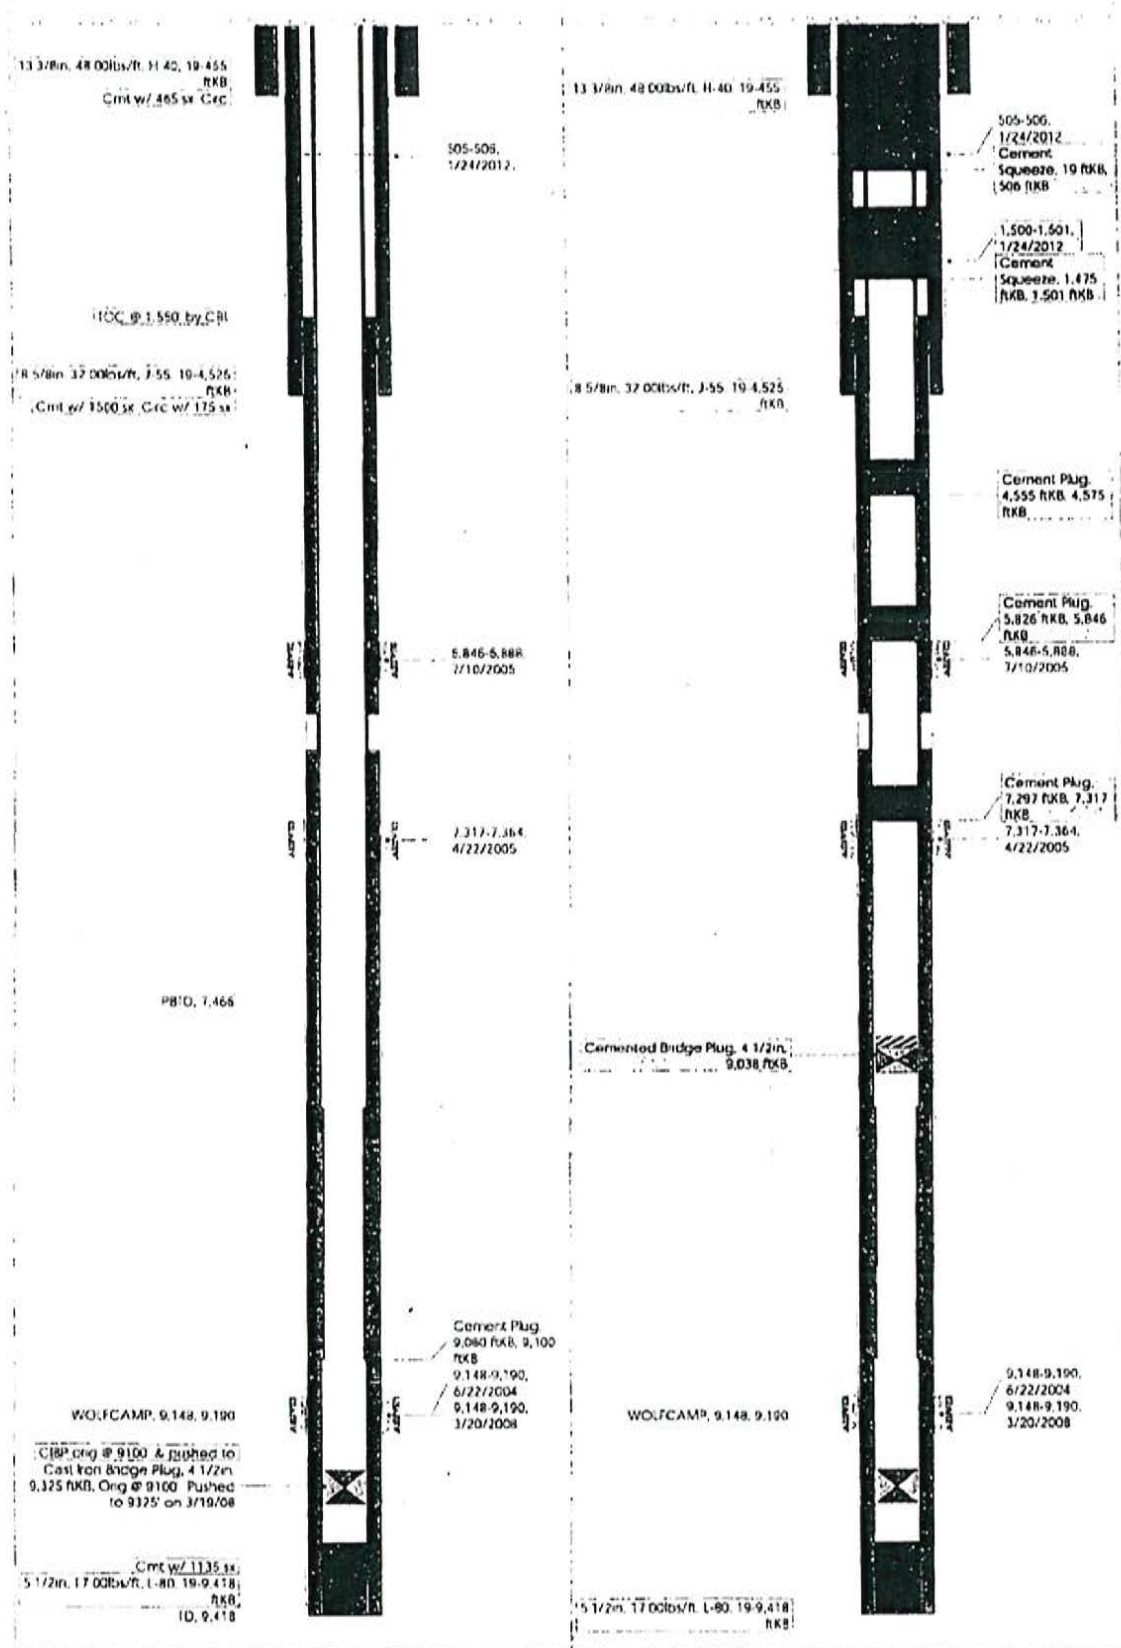 13 3/8in, 48.00lbs/ft, H-40, 19-455
ftKB
Cmt w/ 465 sx Circ
505-506,
1/24/2012,
TOC @ 1,550 by CBL
8 5/8in, 32.00lbs/ft, J-55, 19-4,525
ftKB
Cmt w/ 1500 sx Circ w/ 175 sx
5,846-5,888,
7/10/2005
7,317-7,364,
4/22/2005
PBTD, 7,466
Cement Plug,
9,080 ftKB, 9,100
ftKB
9,148-9,190,
6/22/2004
9,148-9,190,
3/20/2008
WOLFCAMP, 9,148, 9,190
CIBP orig @ 9100 & pushed to
Cast Iron Bridge Plug, 4 1/2in,
9,325 ftKB, Orig @ 9100 Pushed
to 9325' on 3/19/08
Cmt w/ 1135 sx
5 1/2in, 17.00lbs/ft, L-80, 19-9,418
ftKB
TD, 9,418
13 3/8in, 48.00lbs/ft, H-40, 19-455
ftKB
505-506,
1/24/2012
Cement
Squeeze, 19 ftKB,
506 ftKB
1,500-1,501,
1/24/2012
Cement
Squeeze, 1,475
ftKB, 1,501 ftKB
8 5/8in, 32.00lbs/ft, J-55, 19-4,525
ftKB
Cement Plug,
4,555 ftKB, 4,575
ftKB
Cement Plug,
5,826 ftKB, 5,846
ftKB
5,846-5,888,
7/10/2005
Cement Plug,
7,297 ftKB, 7,317
ftKB
7,317-7,364,
4/22/2005
Cemented Bridge Plug, 4 1/2in,
9,038 ftKB
9,148-9,190,
6/22/2004
9,148-9,190,
3/20/2008
WOLFCAMP, 9,148, 9,190
5 1/2in, 17.00lbs/ft, L-80, 19-9,418
ftKB